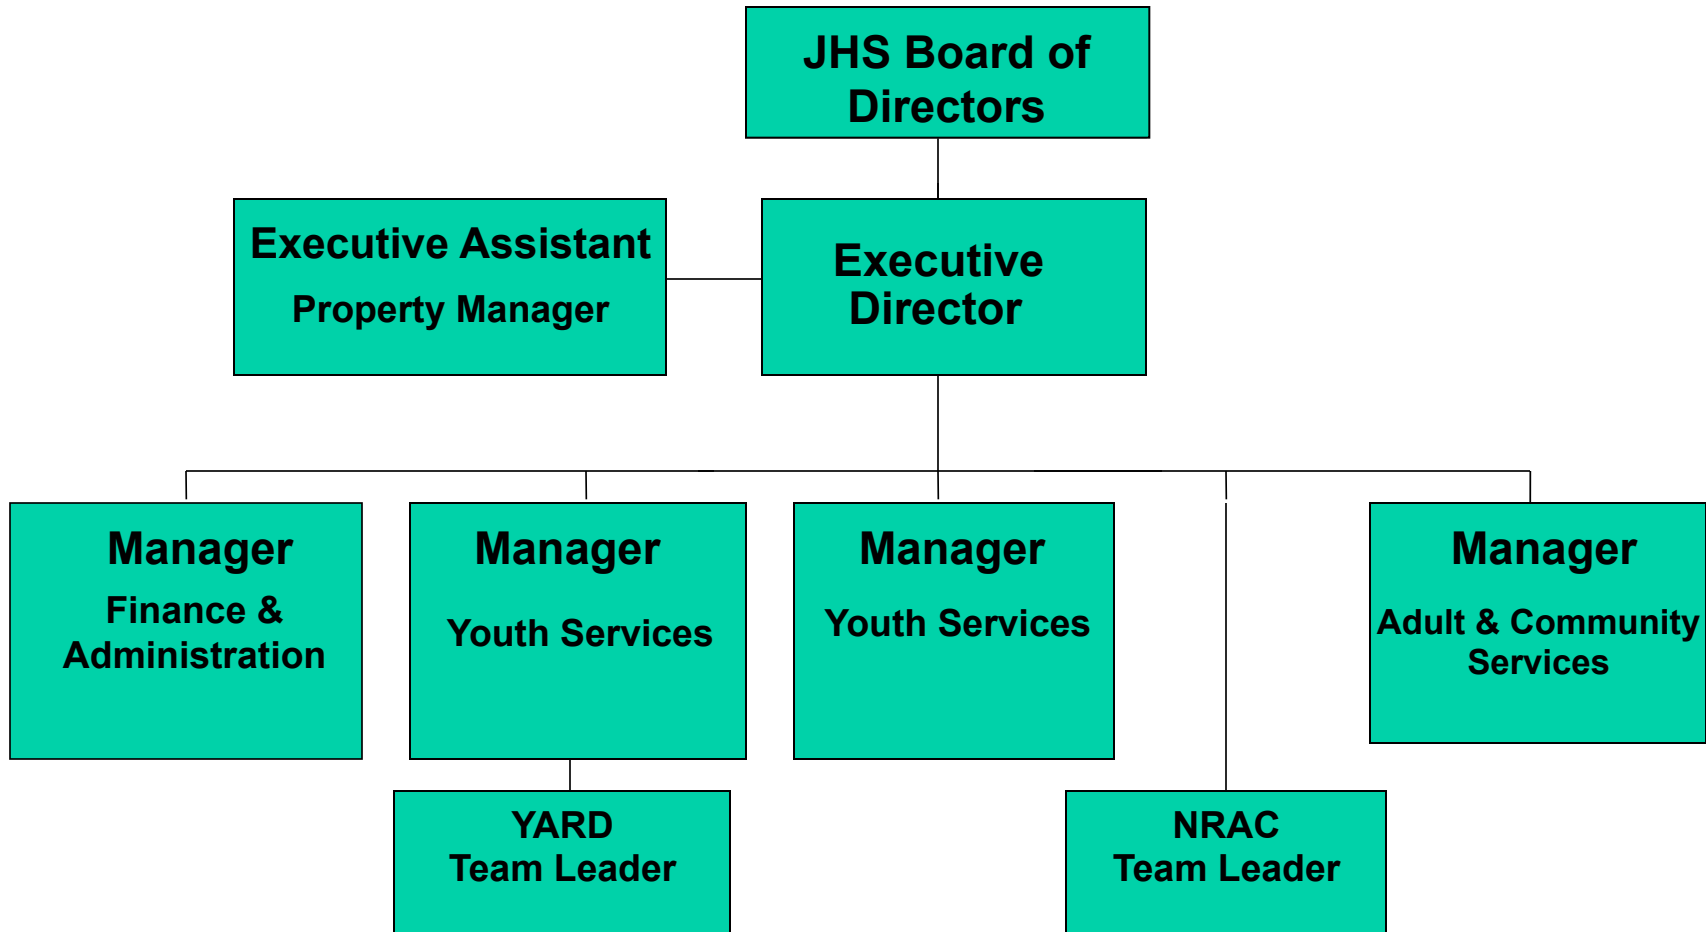 JHS Board of
Directors
Executive Assistant
Property Manager
Executive
Director
Manager
Finance &
Administration
Manager
Youth Services
Manager
Youth Services
Manager
Adult & Community
Services
YARD
Team Leader
NRAC
Team Leader